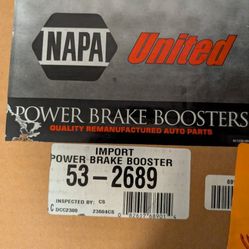 NAPA
United
POWER BRAKE BOOSTERS
QUALITY REMANUFACTURED AUTO PARTS
IMPORT
POWER BRAKE BOOSTER
53-2689
INSPECTED BY: CS